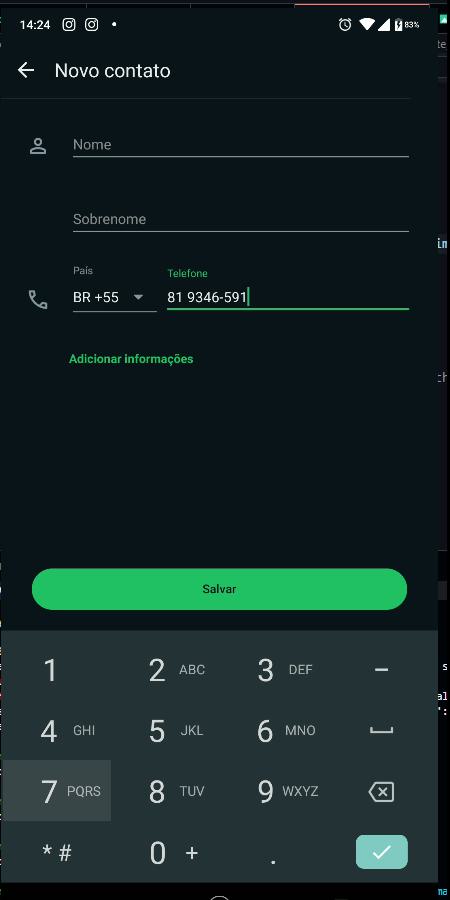 14:24 83%
Novo contato
Nome
Sobrenome
País
Telefone
BR +55
81 9346-591
Adicionar informações
Salvar
1
2 ABC
3 DEF
-
4 GHI
5 JKL
6 MNO
7 PQRS
8 TUV
9 WXYZ
* #
0 +
.